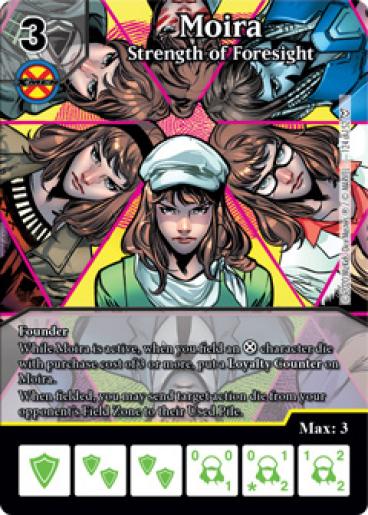 3
Moira
Strength of Foresight
X-MEN
Founder
While Moira is active, when you field an character die
with purchase cost of 3 or more, put a Loyalty Counter on
Moira.
When fielded, you may send target action die from your
opponent's Field Zone to their Used Pile.
Max: 3
0 0 0 1 1 2
1 * 2 2